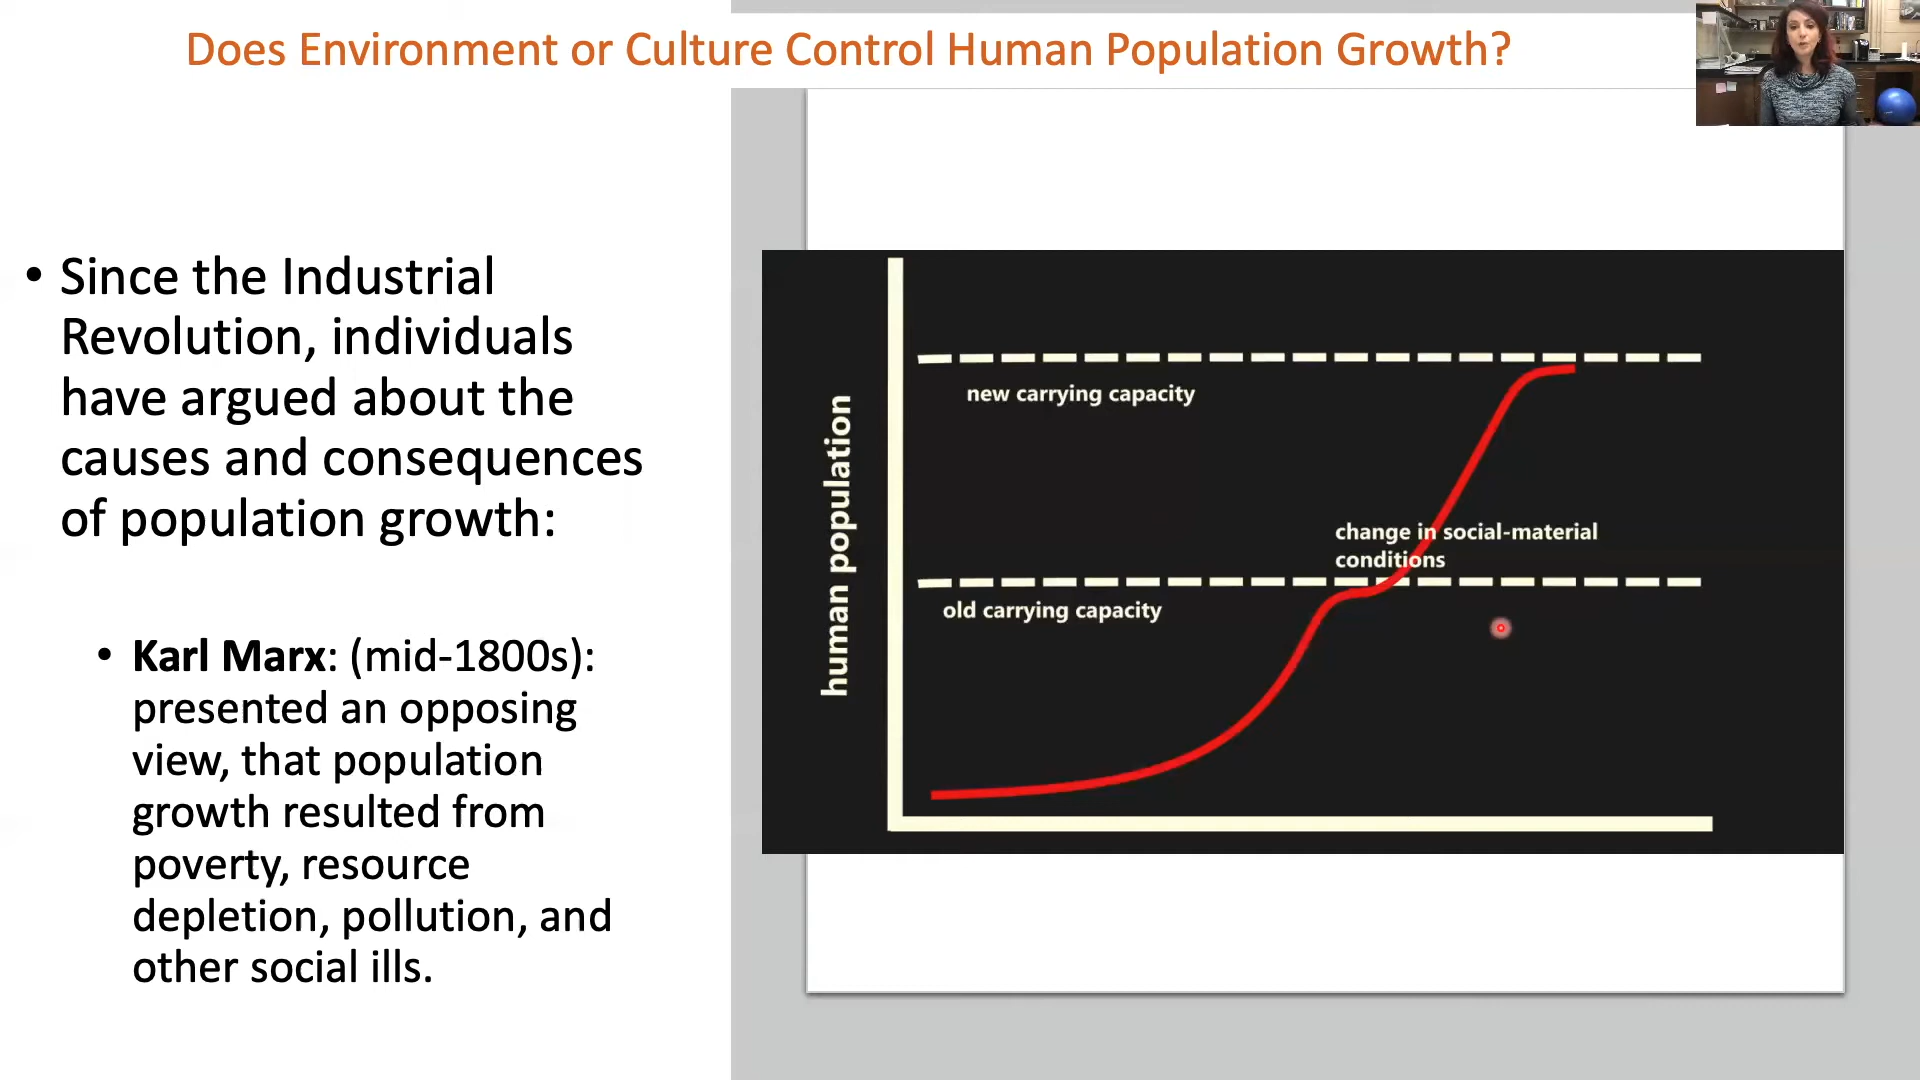 Does Environment or Culture Control Human Population Growth?
• Since the Industrial
Revolution, individuals
have argued about the
causes and consequences
of population growth:
• Karl Marx: (mid-1800s):
presented an opposing
view, that population
growth resulted from
poverty, resource
depletion, pollution, and
other social ills.
human population
new carrying capacity
change in social-material
conditions
old carrying capacity